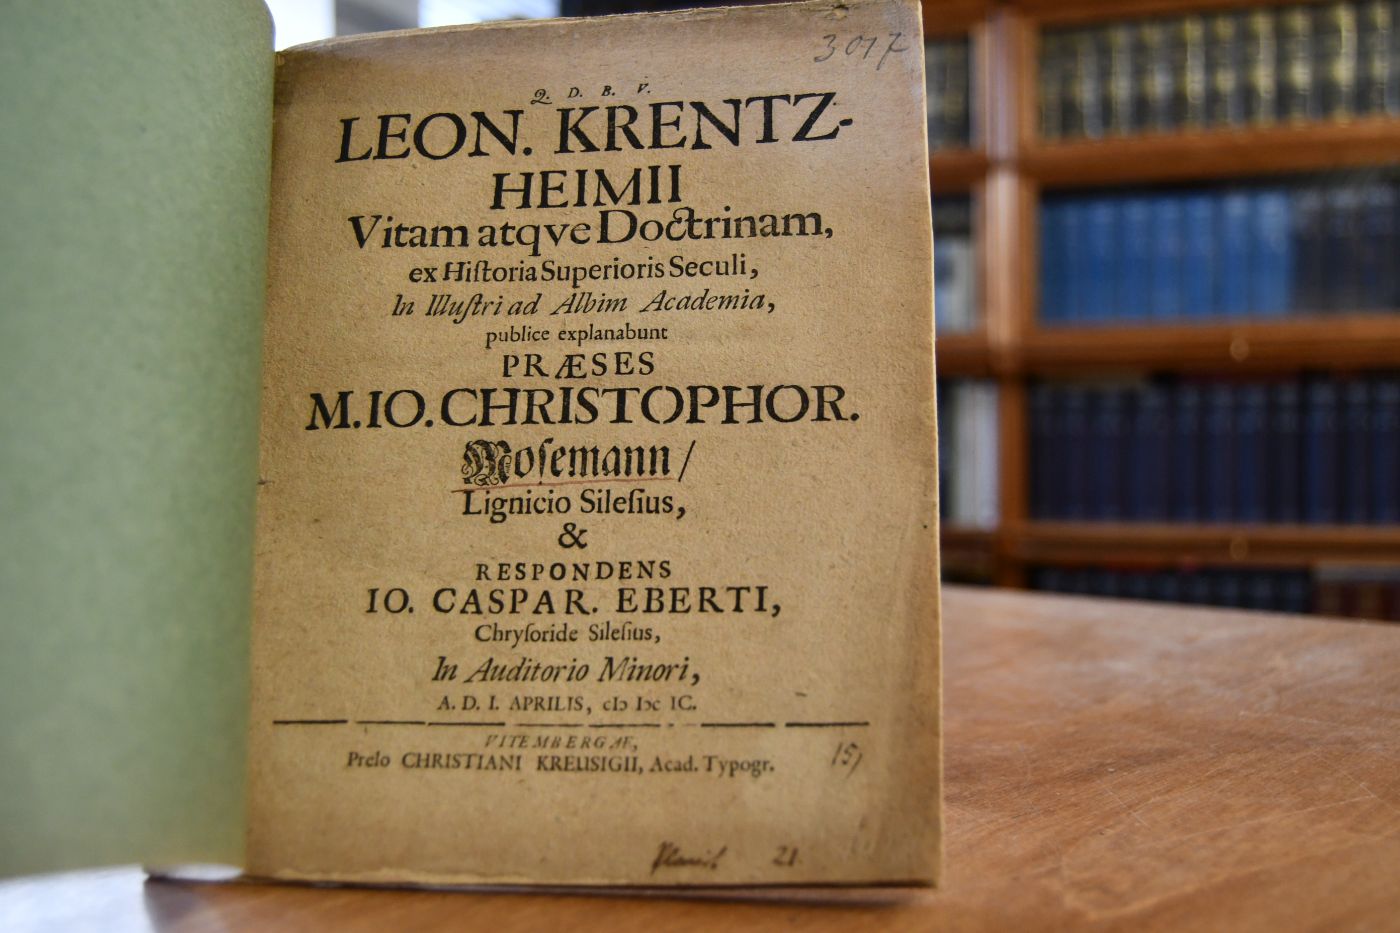 3017
Q. D. B. V.
LEON. KRENTZ-
HEIMII
Vitam atqve Doctrinam,
ex Hiſtoria Superioris Seculi,
In Illuſtri ad Albim Academia,
publice explanabunt
PRÆSES
M. IO. CHRISTOPHOR.
Moſemann/
Lignicio Sileſius,
&
RESPONDENS
IO. CASPAR. EBERTI,
Chryſoride Sileſius,
In Auditorio Minori,
A. D. I. APRILIS, cIɔ Iɔc IC.
VITEMBERGAE,
Prelo CHRISTIANI KREUSIGII, Acad. Typogr.
15)
21